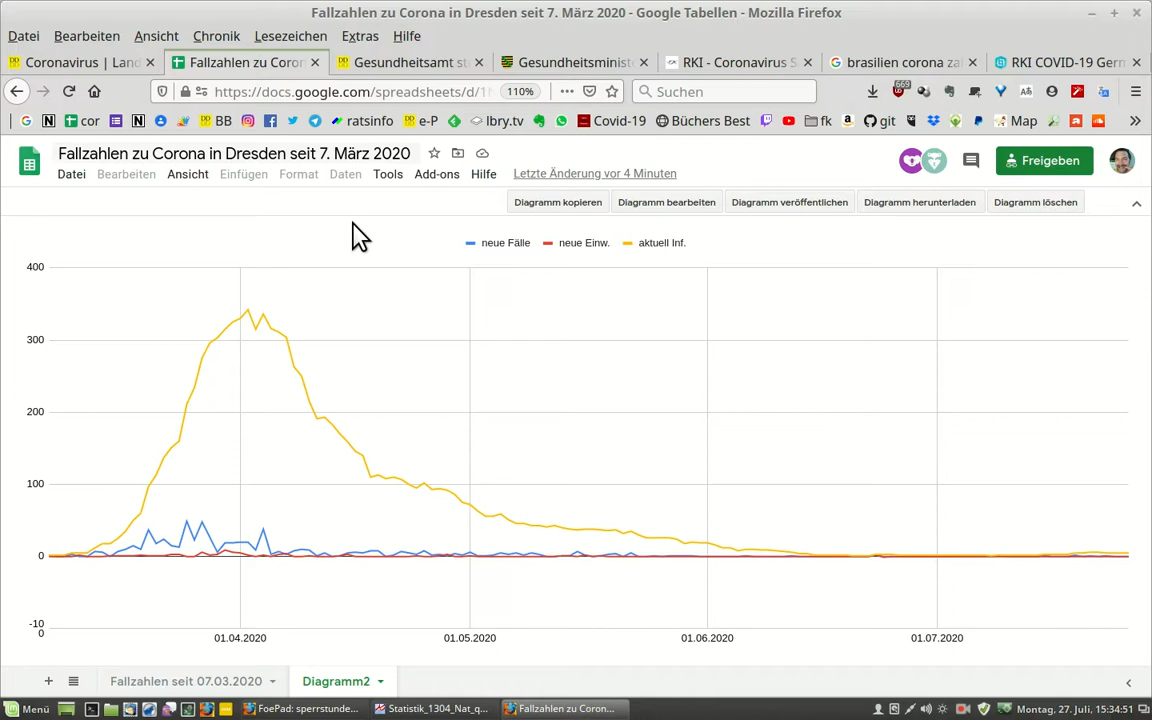 Fallzahlen zu Corona in Dresden seit 7. März 2020 - Google Tabellen - Mozilla Firefox
Datei Bearbeiten Ansicht Chronik Lesezeichen Extras Hilfe
Coronavirus | Land Fallzahlen zu Coron Gesundheitsamt st Gesundheitsminist RKI - Coronavirus S brasilien corona za RKI COVID-19 Gern
https://docs.google.com/spreadsheets/d/1 110% Suchen 669
cor BB ratsinfo e-P lbry.tv Covid-19 Büchers Best fk git Map
Fallzahlen zu Corona in Dresden seit 7. März 2020
Freigeben
Datei Bearbeiten Ansicht Einfügen Format Daten Tools Add-ons Hilfe Letzte Änderung vor 4 Minuten
Diagramm kopieren Diagramm bearbeiten Diagramm veröffentlichen Diagramm herunterladen Diagramm löschen
neue Fälle neue Einw. aktuell Inf.
400
300
200
100
0
-10
0
01.04.2020 01.05.2020 01.06.2020 01.07.2020
Fallzahlen seit 07.03.2020 Diagramm2
Menü FoePad: sperrstunde... Statistik_1304_Nat_q... Fallzahlen zu Coron... Montag, 27. Juli, 15:34:51